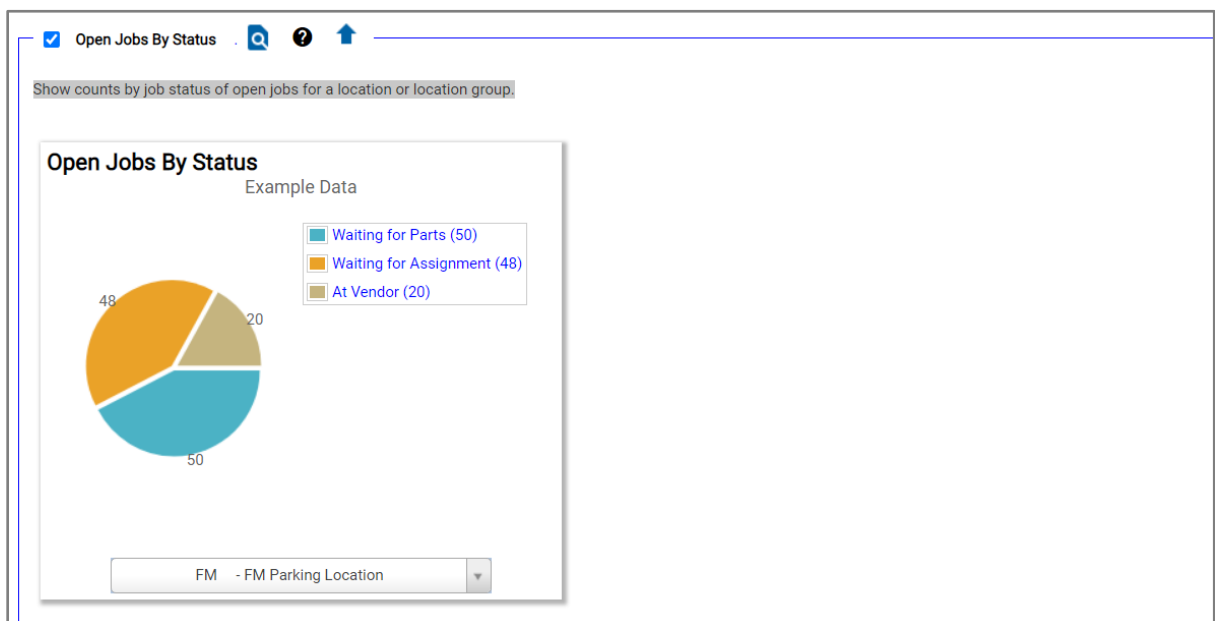 Open Jobs By Status
Show counts by job status of open jobs for a location or location group.
Open Jobs By Status
Example Data
Waiting for Parts (50)
Waiting for Assignment (48)
At Vendor (20)
48
20
50
FM - FM Parking Location